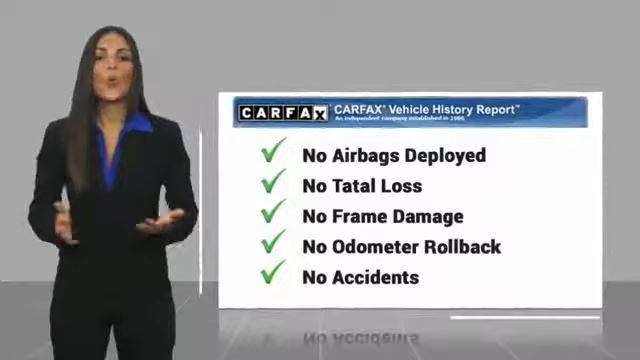 CARFAX CARFAX® Vehicle History Report™
An independent company established in 1986
No Airbags Deployed
No Tatal Loss
No Frame Damage
No Odometer Rollback
No Accidents